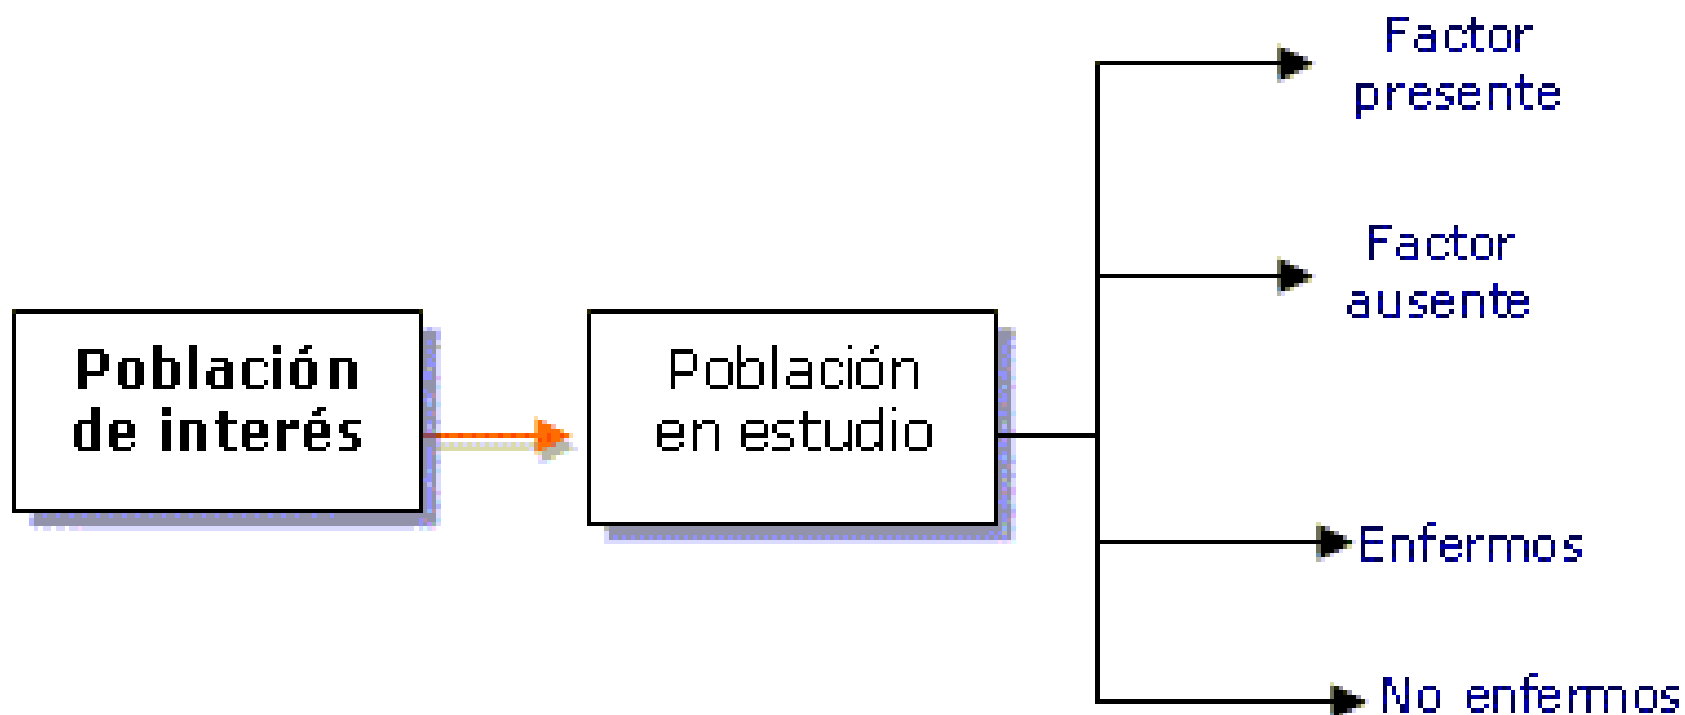 Factor
presente
Factor
ausente
Población
de interés
Población
en estudio
Enfermos
No enfermos